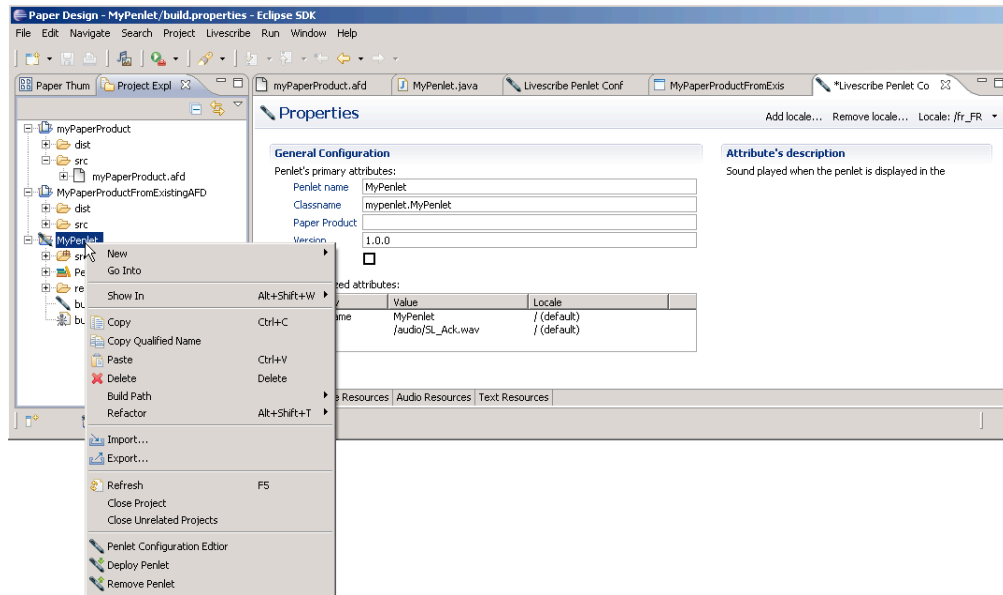 Paper Design - MyPenlet/build.properties - Eclipse SDK
File Edit Navigate Search Project Livescribe Run Window Help
Paper Thum Project Expl myPaperProduct.afd MyPenlet.java Livescribe Penlet Conf MyPaperProductFromExis *Livescribe Penlet Co
myPaperProduct
dist
src
myPaperProduct.afd
MyPaperProductFromExistingAFD
dist
src
MyPenlet
sr
Pe
re
bu
bu
Properties
Add locale... Remove locale... Locale: /fr_FR
General Configuration
Penlet's primary attributes:
Penlet name MyPenlet
Classname mypenlet.MyPenlet
Paper Product
Version 1.0.0
zed attributes:
y Value Locale
me MyPenlet / (default)
/audio/SL_Ack.wav / (default)
Resources Audio Resources Text Resources
Attribute's description
Sound played when the penlet is displayed in the
New
Go Into
Show In Alt+Shift+W
Copy Ctrl+C
Copy Qualified Name
Paste Ctrl+V
Delete Delete
Build Path
Refactor Alt+Shift+T
Import...
Export...
Refresh F5
Close Project
Close Unrelated Projects
Penlet Configuration Edtior
Deploy Penlet
Remove Penlet